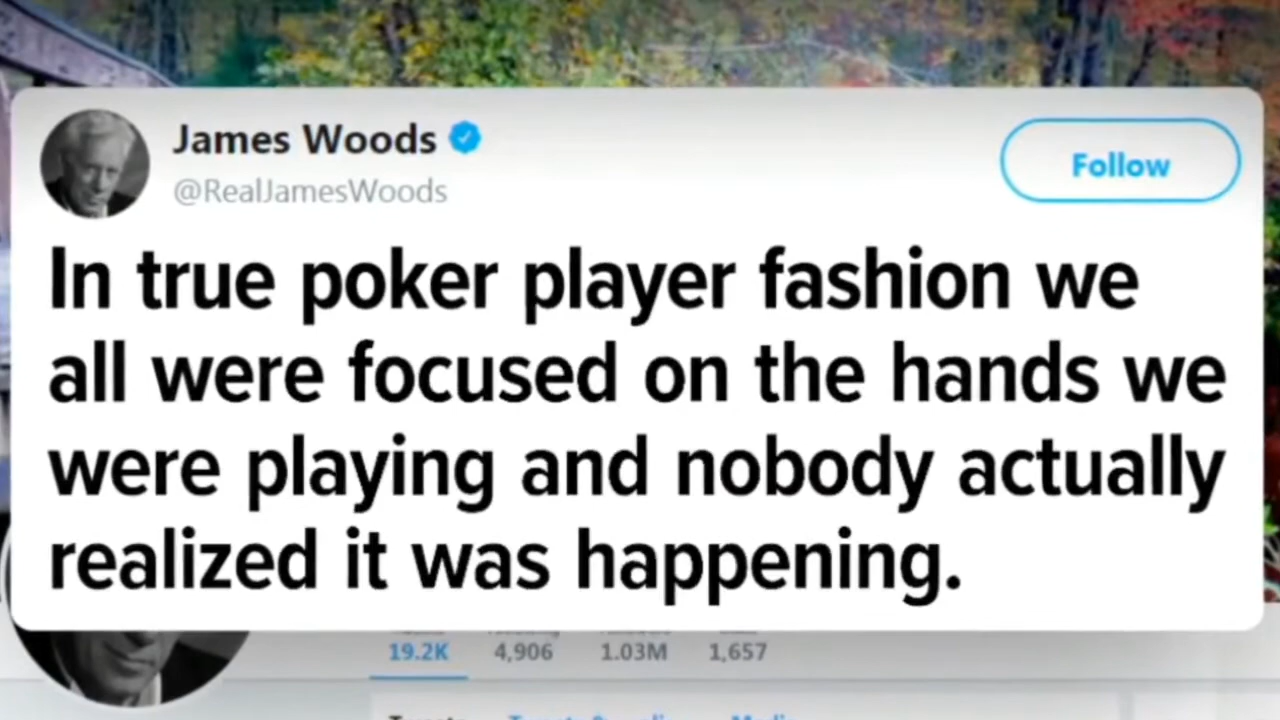 James Woods
@RealJamesWoods
Follow
In true poker player fashion we
all were focused on the hands we
were playing and nobody actually
realized it was happening.
19.2K 4,906 1.03M 1,657